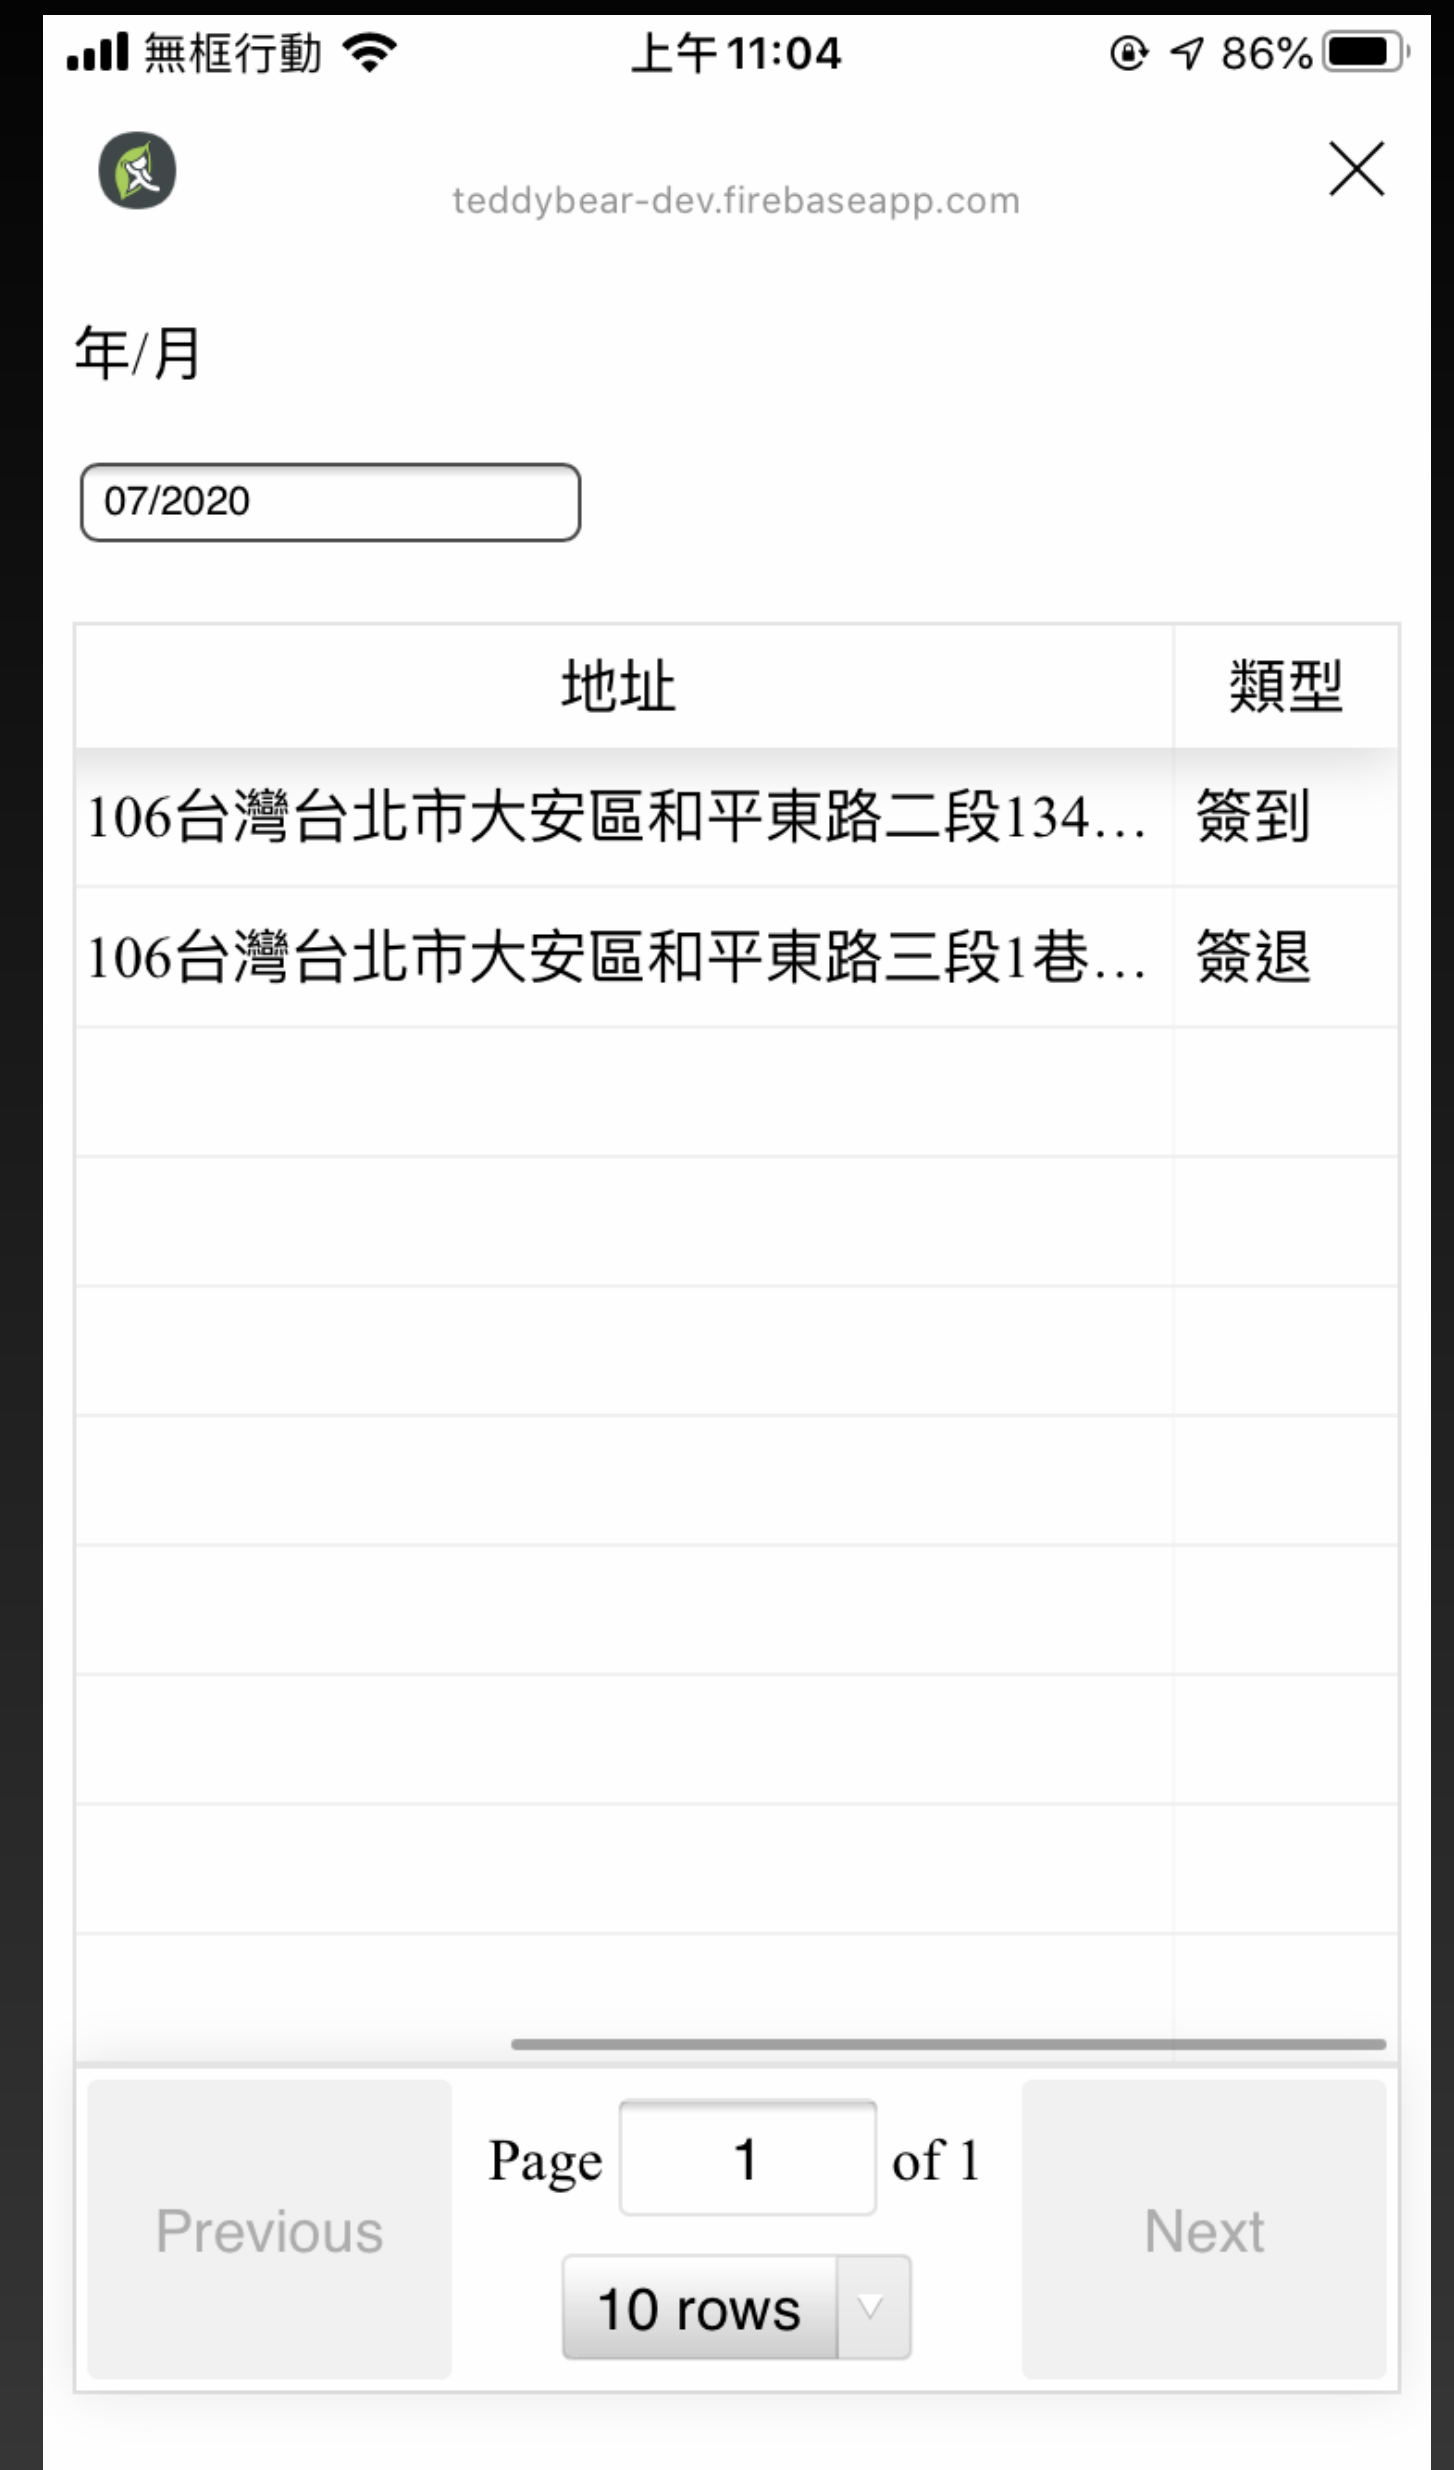 無框行動 上午11:04 86%
teddybear-dev.firebaseapp.com
年/月
07/2020
地址 類型
106台灣台北市大安區和平東路二段134... 簽到
106台灣台北市大安區和平東路三段1巷... 簽退
Page 1 of 1
Previous Next
10 rows